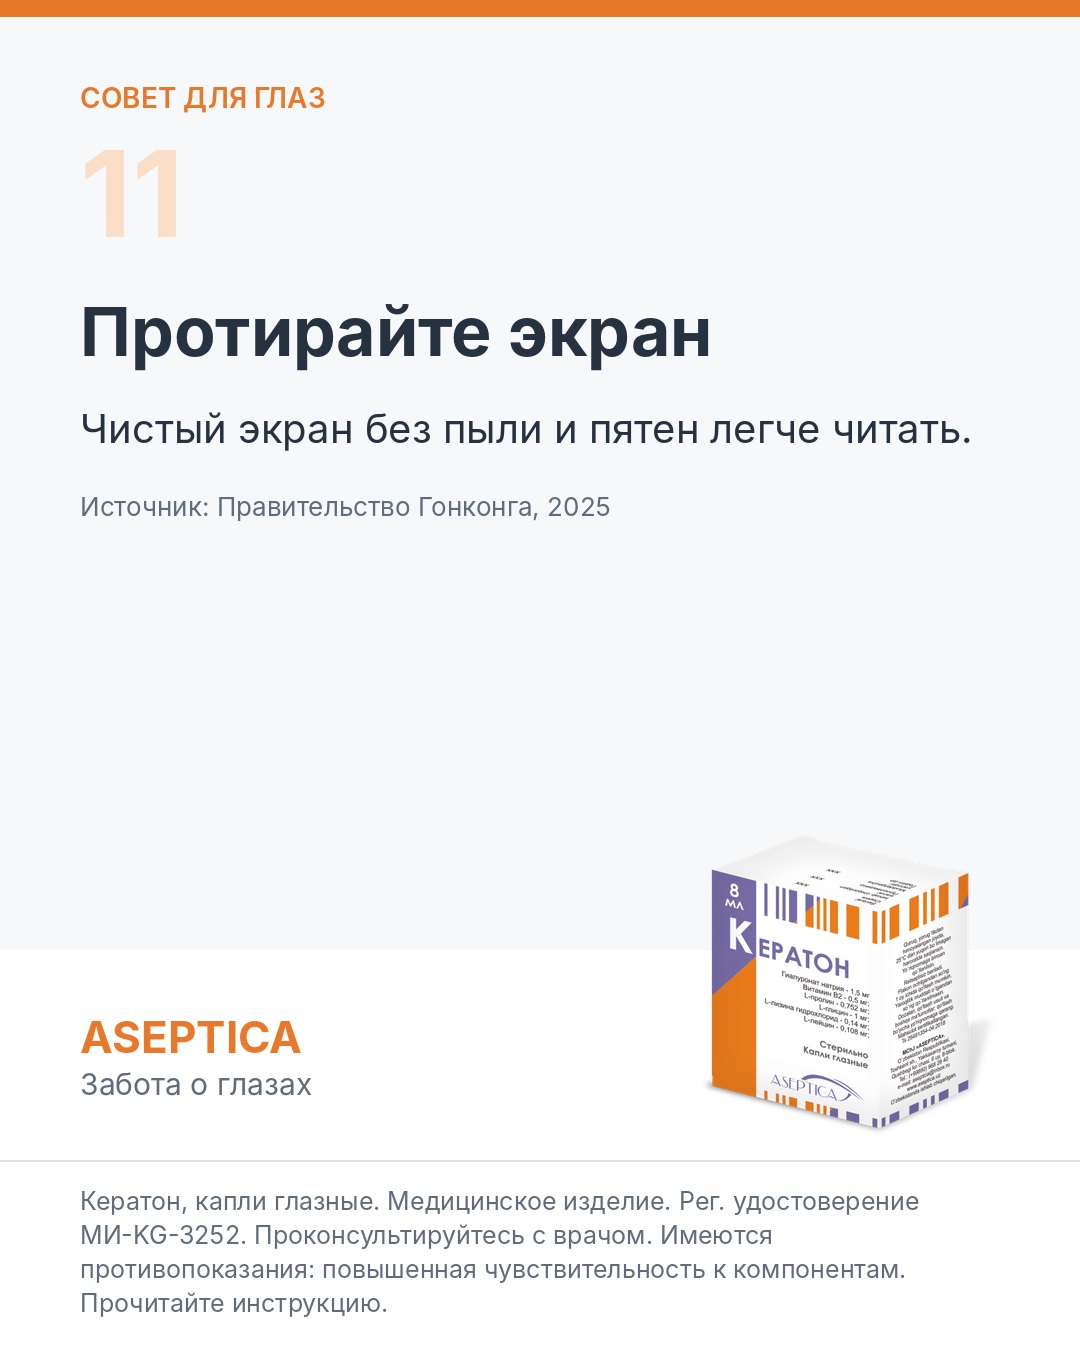 СОВЕТ ДЛЯ ГЛАЗ
11
Протирайте экран
Чистый экран без пыли и пятен легче читать.
Источник: Правительство Гонконга, 2025
8
МЛ
КЕРАТОН
Гиалуронат натрия - 1,5 мг;
Витамин В2 - 0,5 мг;
L-пролин - 0,752 мг;
L-глицин - 1 мг;
L-лизина гидрохлорид - 0,14 мг;
L-лейцин - 0,108 мг;
Стерильно
Капли глазные
ASEPTICA
ASEPTICA
Забота о глазах
Кератон, капли глазные. Медицинское изделие. Рег. удостоверение
МИ-KG-3252. Проконсультируйтесь с врачом. Имеются
противопоказания: повышенная чувствительность к компонентам.
Прочитайте инструкцию.